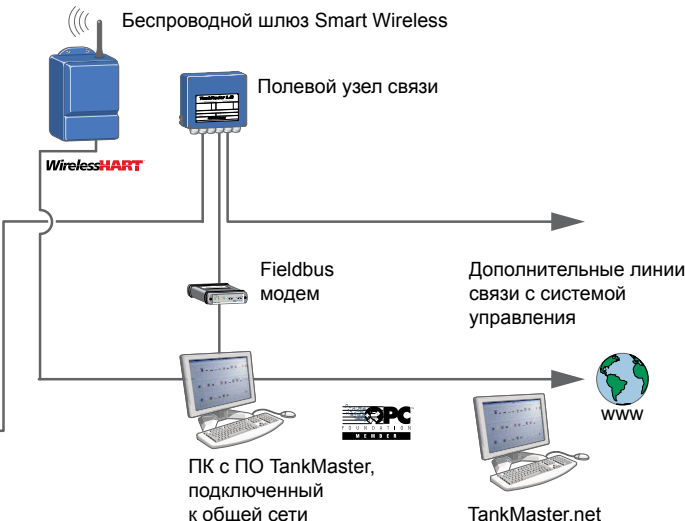 Беспроводной шлюз Smart Wireless
Полевой узел связи
TankMaster
WirelessHART
Fieldbus
модем
Дополнительные линии
связи с системой
управления
www
OPC
FOUNDATION
MEMBER
ПК с ПО TankMaster,
подключенный
к общей сети
TankMaster.net